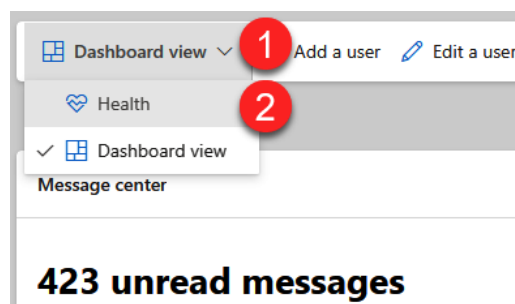 Dashboard view 1 Add a user Edit a user
Health 2
Dashboard view
Message center
423 unread messages